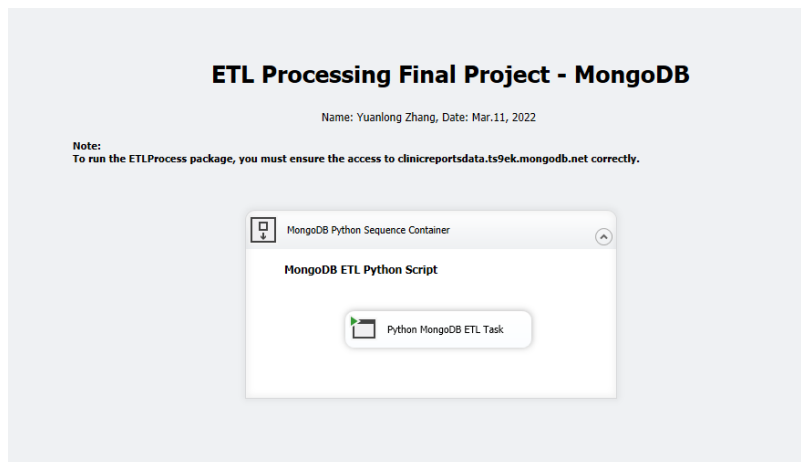 ETL Processing Final Project - MongoDB
Name: Yuanlong Zhang, Date: Mar.11, 2022
Note:
To run the ETLProcess package, you must ensure the access to clinicreportsdata.ts9ek.mongodb.net correctly.
MongoDB Python Sequence Container
MongoDB ETL Python Script
Python MongoDB ETL Task